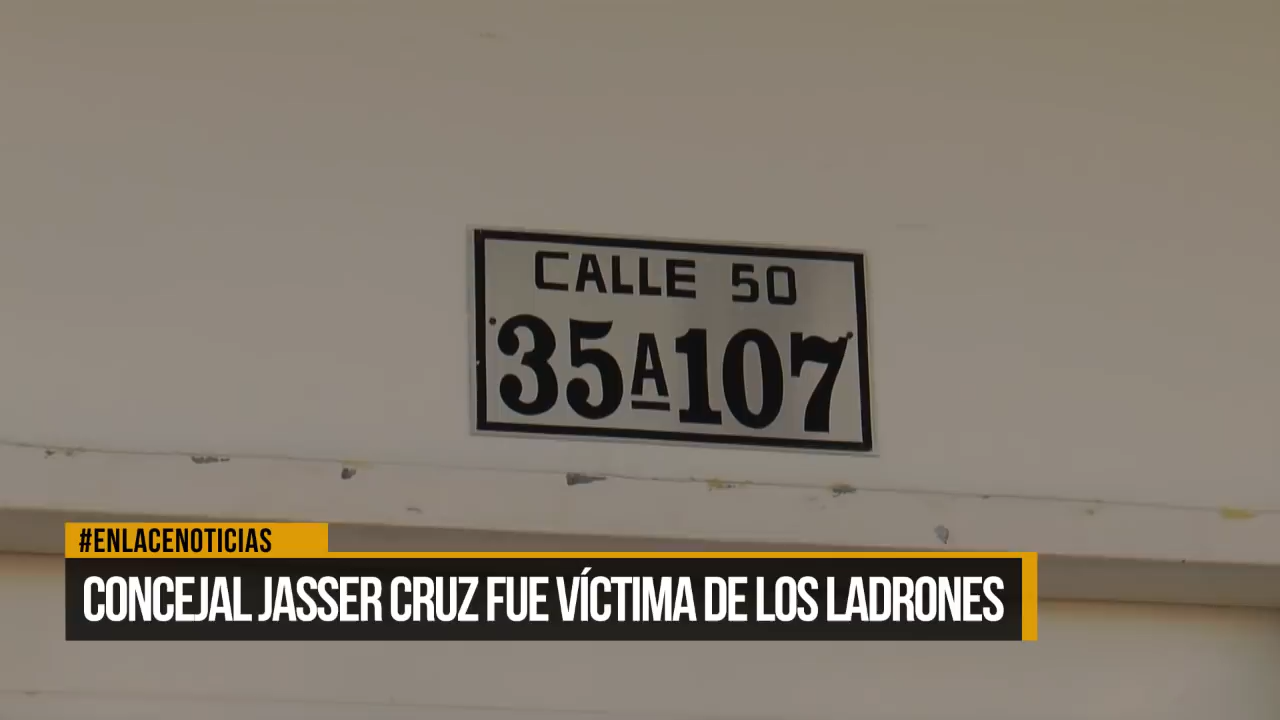 CALLE 50
35A107
#ENLACENOTICIAS
CONCEJAL JASSER CRUZ FUE VÍCTIMA DE LOS LADRONES